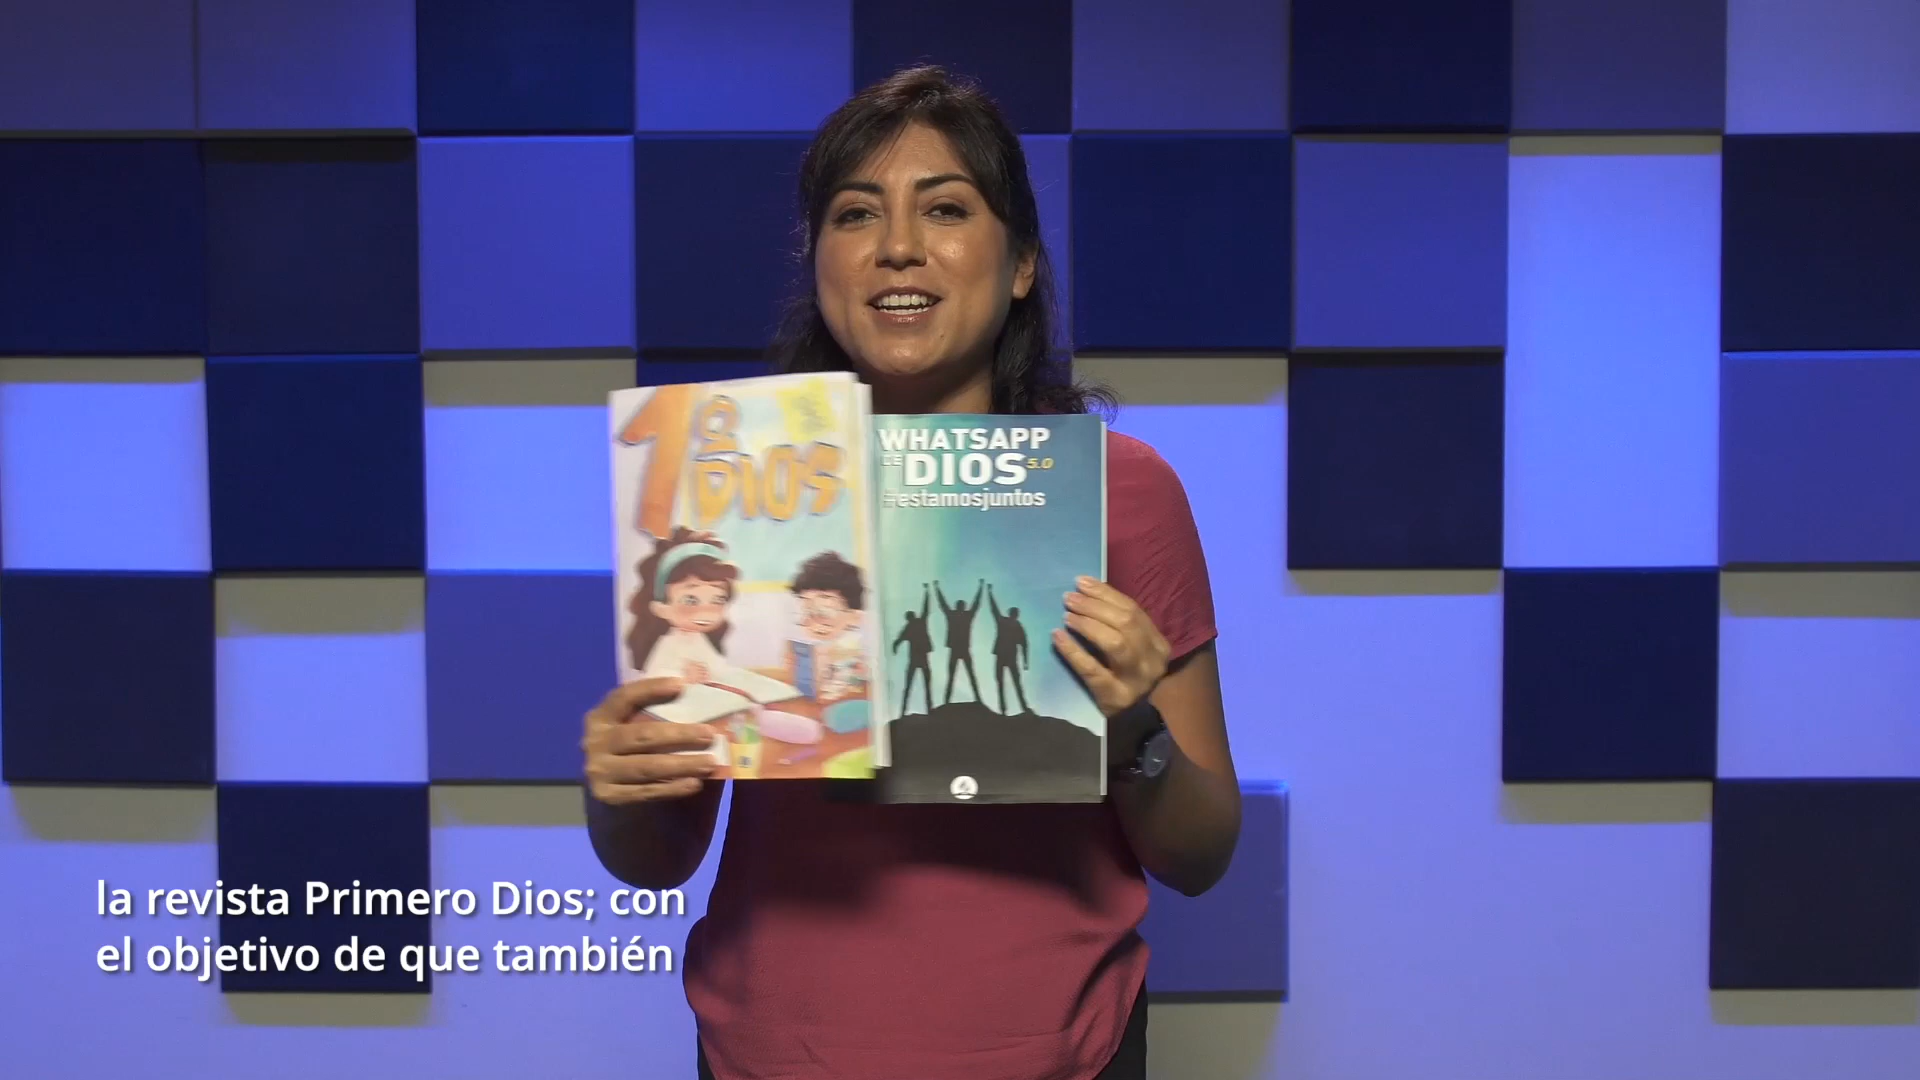 1º
DIOS
WHATSAPP
DE DIOS 5.0
#estamosjuntos
la revista Primero Dios; con
el objetivo de que también